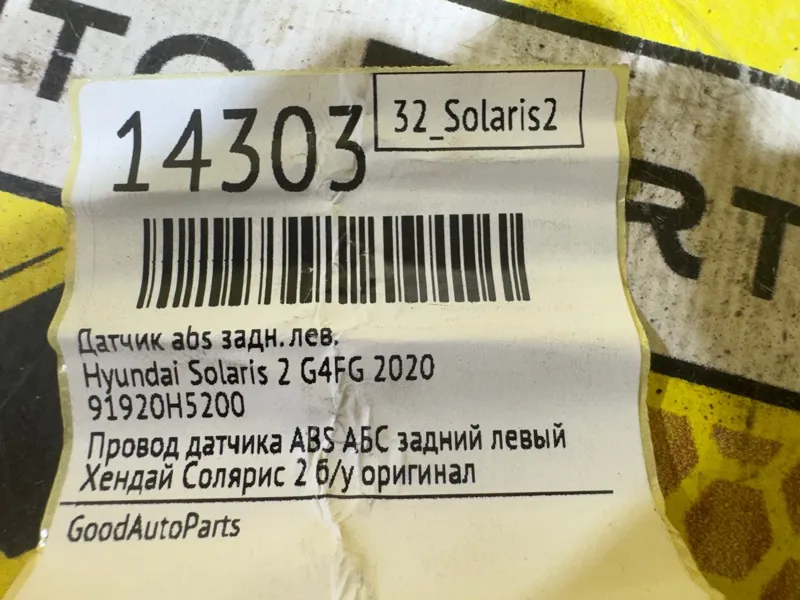 14303
32_Solaris2
Датчик abs задн. лев.
Hyundai Solaris 2 G4FG 2020
91920H5200
Провод датчика ABS АБС задний левый
Хендай Солярис 2 б/у оригинал
GoodAutoParts